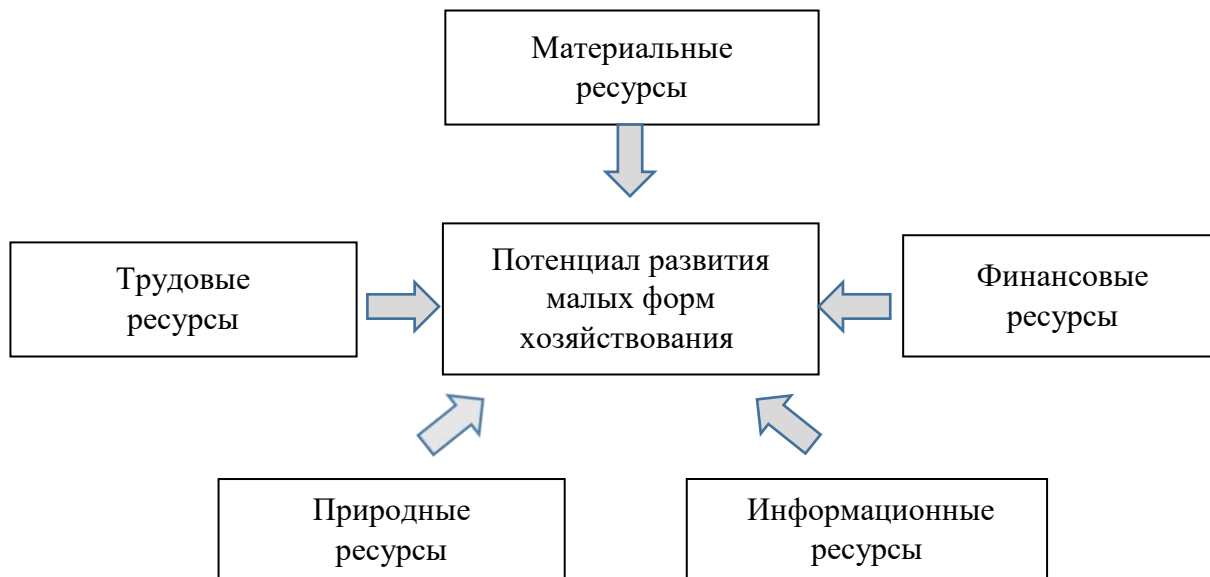 Материальные
ресурсы
Трудовые
ресурсы
Потенциал развития
малых форм
хозяйствования
Финансовые
ресурсы
Природные
ресурсы
Информационные
ресурсы